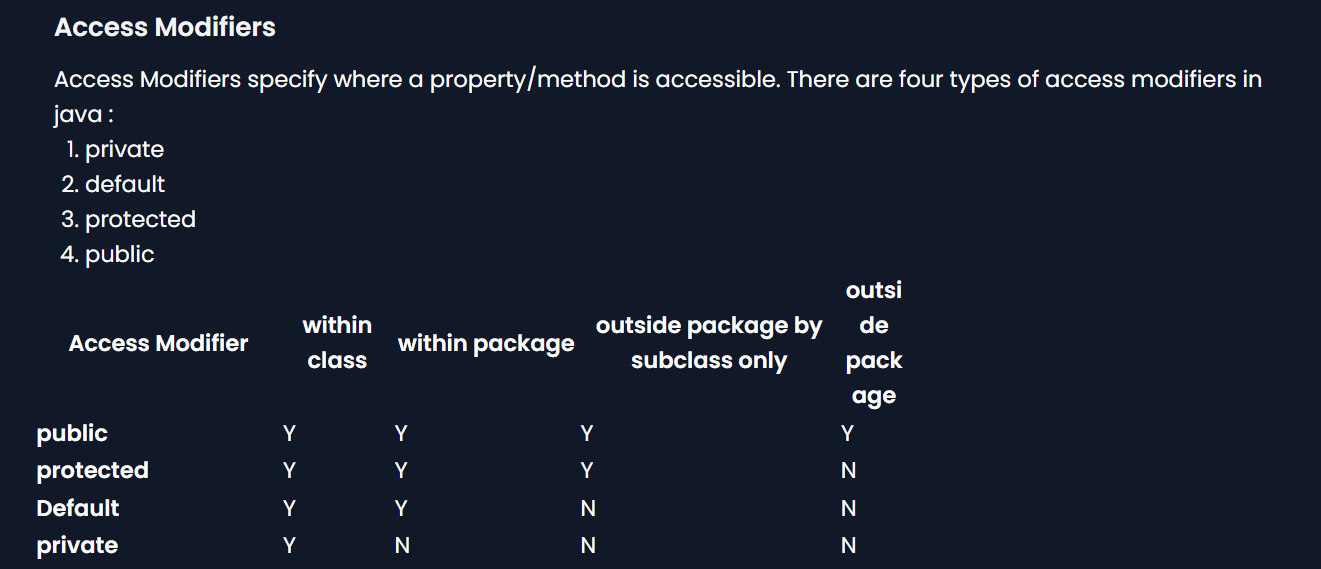 Access Modifiers
Access Modifiers specify where a property/method is accessible. There are four types of access modifiers in
java :
1. private
2. default
3. protected
4. public
Access Modifier within class within package outside package by subclass only outsi de pack age
public Y Y Y Y
protected Y Y Y N
Default Y Y N N
private Y N N N